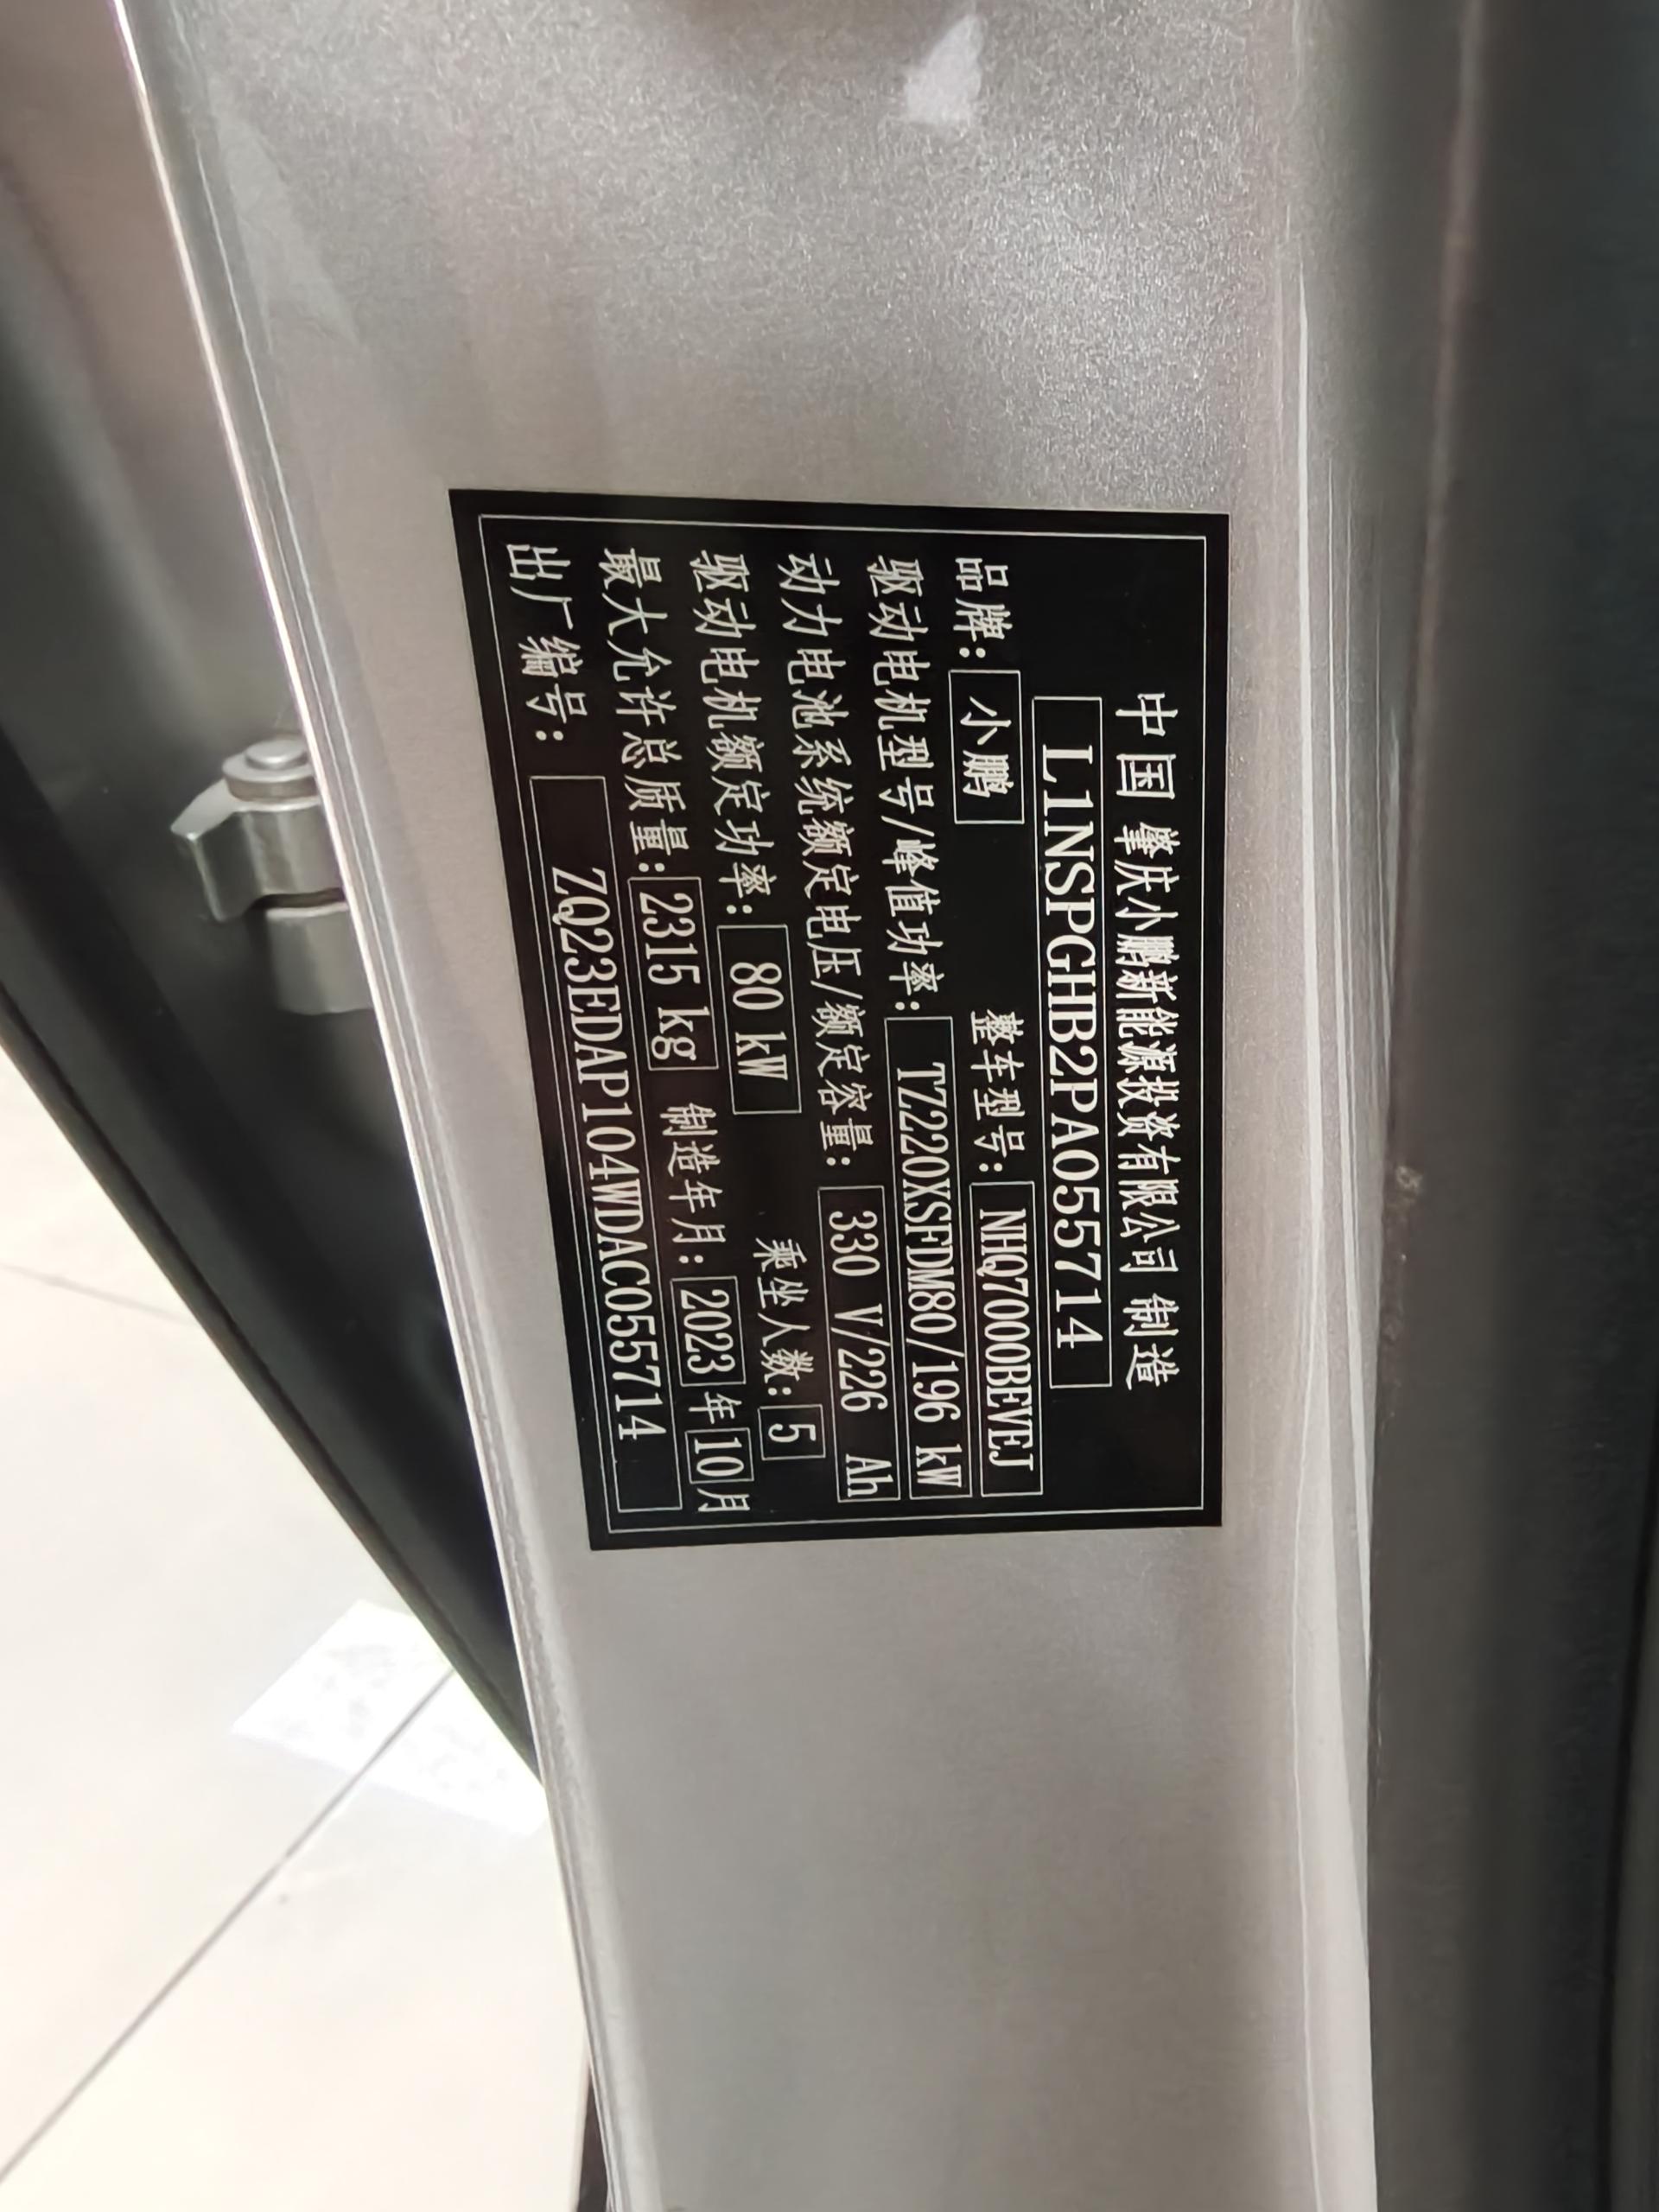 中国 肇庆小鹏新能源投资有限公司 制造
L1NSPGHB2PA055714
品牌: 小鹏 整车型号: NHQ7000BEVEJ
驱动电机型号/峰值功率: TZ220XSFDM80/196 kW
动力电池系统额定电压/额定容量: 330 V/226 Ah
驱动电机额定功率: 80 kW 乘坐人数: 5
最大允许总质量: 2315 kg 制造年月: 2023 年 10 月
出厂编号: ZQ23EDAP104WDAC055714